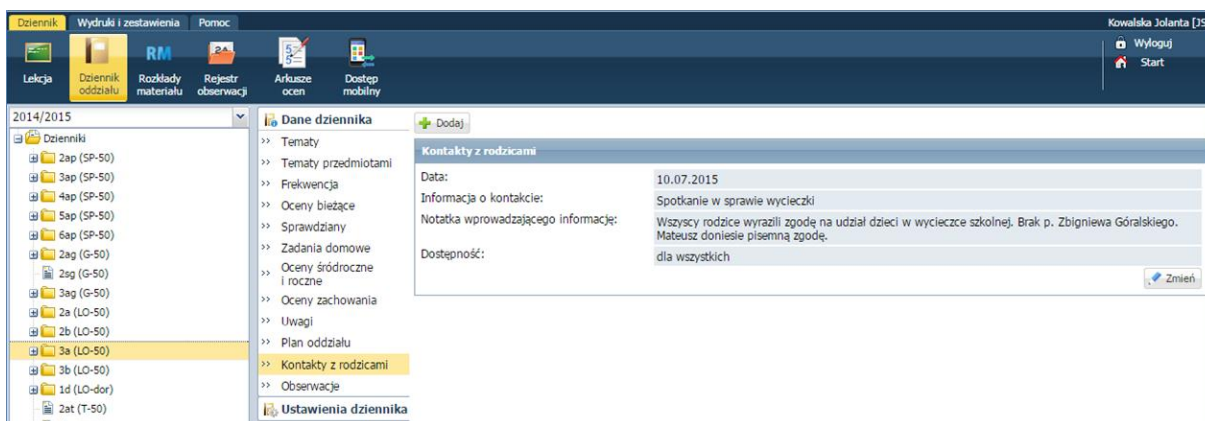 Dziennik Wydruki i zestawienia Pomoc Kowalska Jolanta [JS
Wyloguj
Start
Lekcja Dziennik oddziału RM Rozkłady materiału Rejestr obserwacji Arkusze ocen Dostęp mobilny
2014/2015
Dzienniki
2ap (SP-50)
3ap (SP-50)
4ap (SP-50)
5ap (SP-50)
6ap (SP-50)
2ag (G-50)
2sg (G-50)
3ag (G-50)
2a (LO-50)
2b (LO-50)
3a (LO-50)
3b (LO-50)
1d (LO-dor)
2at (T-50)
Dane dziennika
Tematy
Tematy przedmiotami
Frekwencja
Oceny bieżące
Sprawdziany
Zadania domowe
Oceny śródroczne
i roczne
Oceny zachowania
Uwagi
Plan oddziału
Kontakty z rodzicami
Obserwacje
Ustawienia dziennika
Dodaj
Kontakty z rodzicami
Data: 10.07.2015
Informacja o kontakcie: Spotkanie w sprawie wycieczki
Notatka wprowadzającego informację: Wszyscy rodzice wyrazili zgodę na udział dzieci w wycieczce szkolnej. Brak p. Zbigniewa Góralskiego.
Mateusz doniesie pisemną zgodę.
Dostępność: dla wszystkich
Zmień